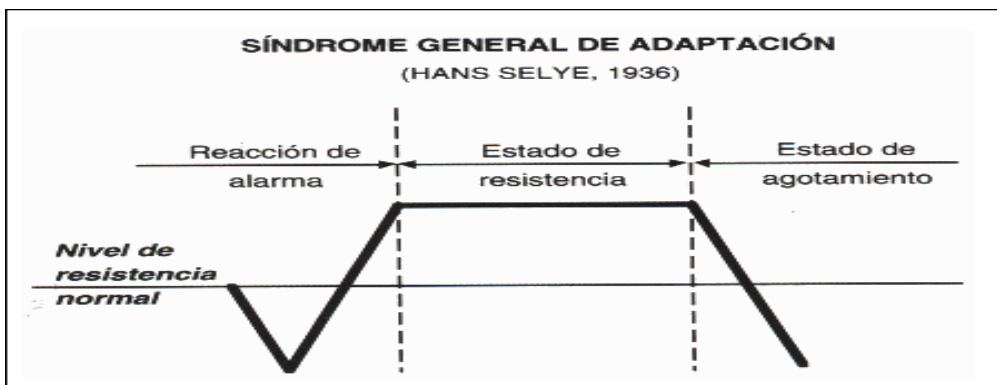 SÍNDROME GENERAL DE ADAPTACIÓN
(HANS SELYE, 1936)
Reacción de
alarma
Estado de
resistencia
Estado de
agotamiento
Nivel de
resistencia
normal